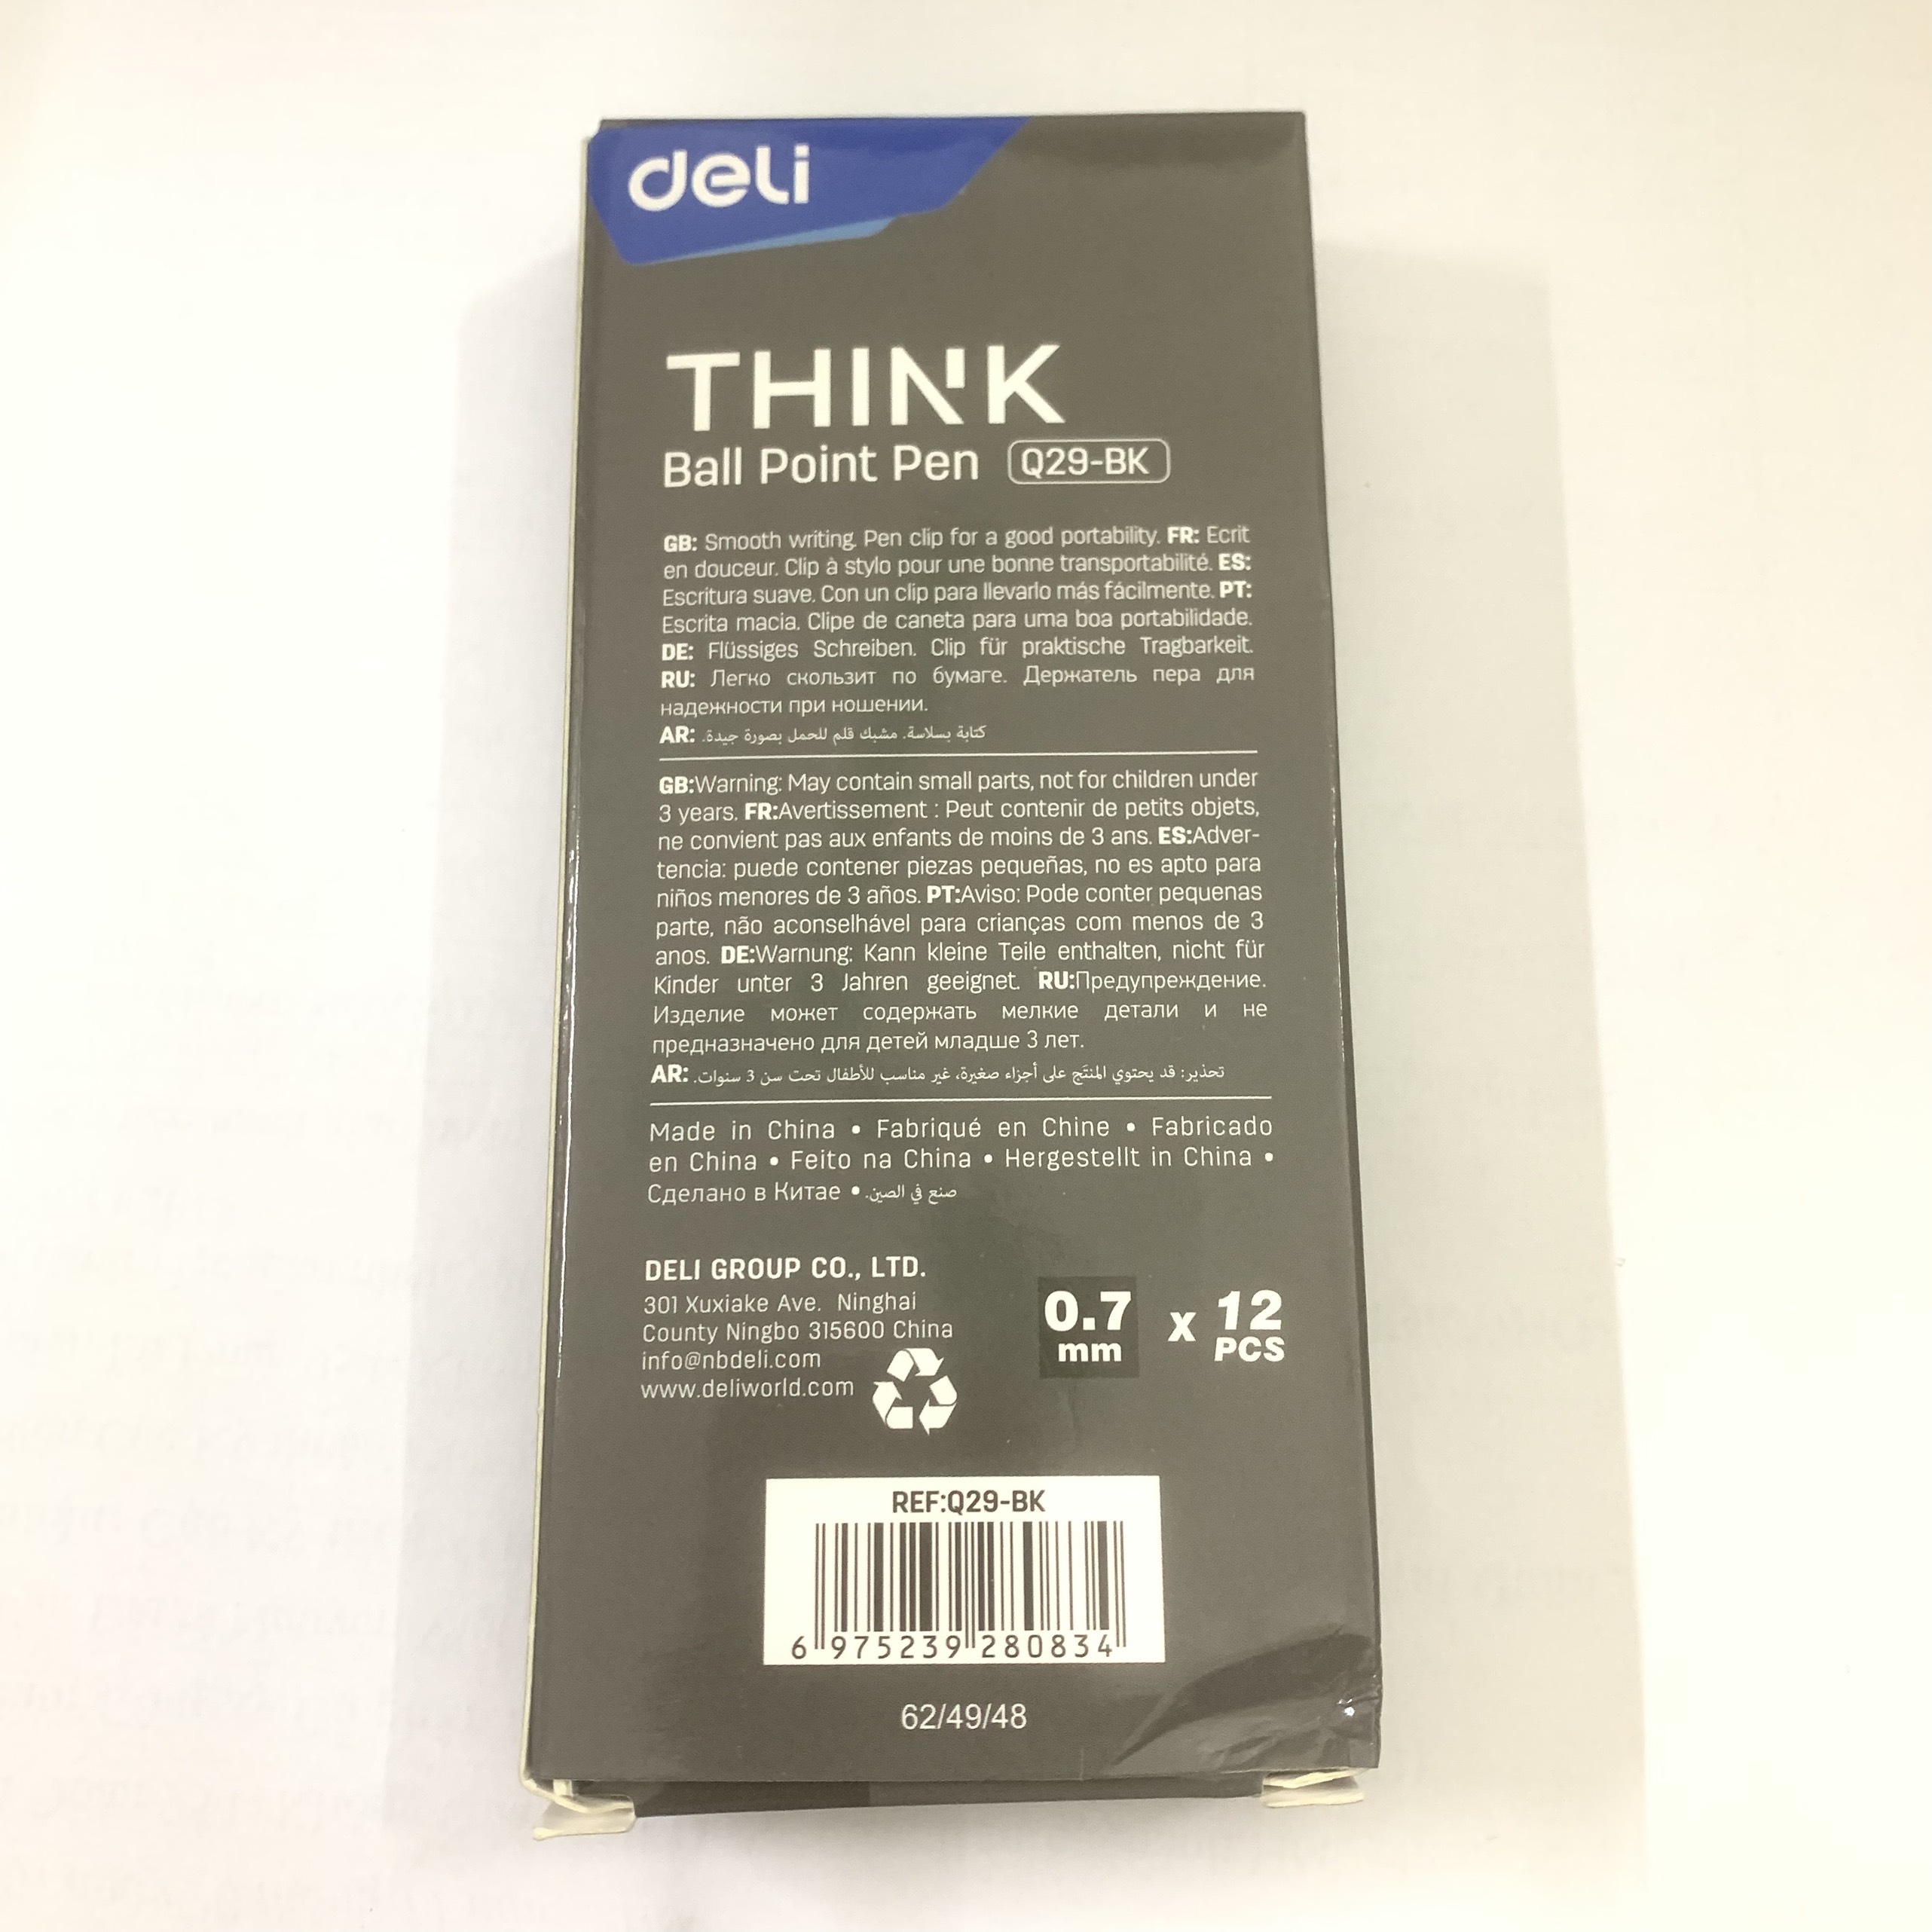 deli
THINK
Ball Point Pen Q29-BK
GB: Smooth writing. Pen clip for a good portability. FR: Ecrit
en douceur. Clip à stylo pour une bonne transportabilité. ES:
Escritura suave. Con un clip para llevarlo más fácilmente. PT:
Escrita macia. Clipe de caneta para uma boa portabilidade.
DE: Flüssiges Schreiben. Clip für praktische Tragbarkeit.
RU: Легко скользит по бумаге. Держатель пера для
надежности при ношении.
AR: كتابة بسلاسة. مشبك قلم للحمل بصورة جيدة.
GB:Warning: May contain small parts, not for children under
3 years. FR:Avertissement : Peut contenir de petits objets,
ne convient pas aux enfants de moins de 3 ans. ES:Adver-
tencia: puede contener piezas pequeñas, no es apto para
niños menores de 3 años. PT:Aviso: Pode conter pequenas
parte, não aconselhável para crianças com menos de 3
anos. DE:Warnung: Kann kleine Teile enthalten, nicht für
Kinder unter 3 Jahren geeignet. RU:Предупреждение.
Изделие может содержать мелкие детали и не
предназначено для детей младше 3 лет.
AR: تحذير: قد يحتوي المنتَج على أجزاء صغيرة، غير مناسب للأطفال تحت سن 3 سنوات.
Made in China • Fabriqué en Chine • Fabricado
en China • Feito na China • Hergestellt in China •
Сделано в Китае • صنع في الصين.
DELI GROUP CO., LTD.
301 Xuxiake Ave. Ninghai
County Ningbo 315600 China
info@nbdeli.com
www.deliworld.com
0.7 x 12
mm PCS
REF:Q29-BK
6 975239 280834
62/49/48